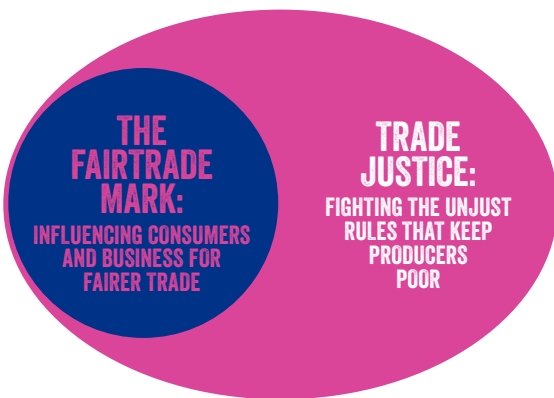 THE
FAIRTRADE
MARK:
INFLUENCING CONSUMERS
AND BUSINESS FOR
FAIRER TRADE
TRADE
JUSTICE:
FIGHTING THE UNJUST
RULES THAT KEEP
PRODUCERS
POOR